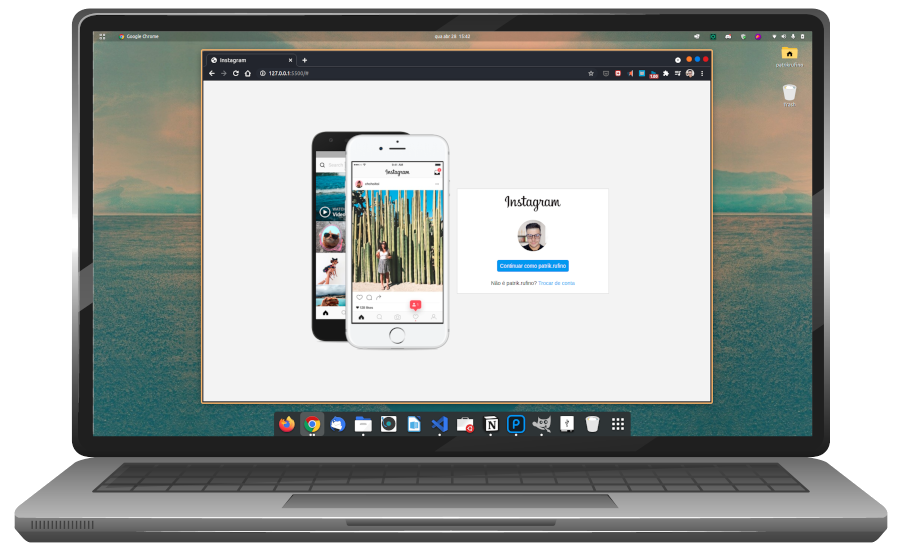 Google Chrome
qua abr 28 15:42
Instagram
127.0.0.1:5500/#
patrik.rufino
Trash
Instagram
Instagram
Continuar como patrik.rufino
Não é patrik.rufino? Trocar de conta